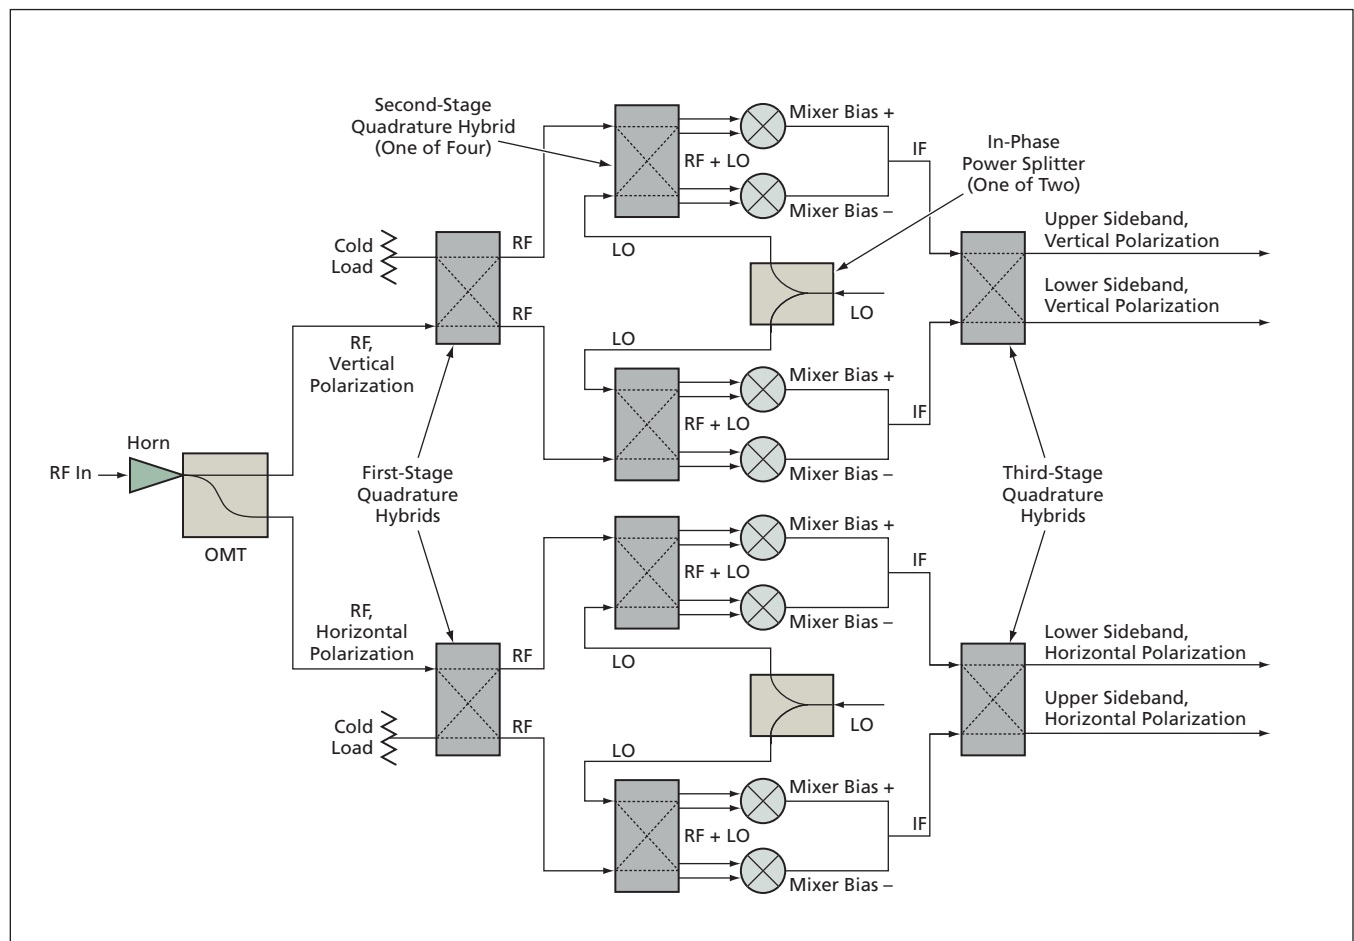 Second-Stage
Quadrature Hybrid
(One of Four)
Mixer Bias +
RF + LO
Mixer Bias –
IF
In-Phase
Power Splitter
(One of Two)
Upper Sideband,
Vertical Polarization
Lower Sideband,
Vertical Polarization
Cold
Load
RF
RF
LO
LO
LO
RF,
Vertical
Polarization
Mixer Bias +
RF + LO
Mixer Bias –
IF
Horn
RF In
OMT
First-Stage
Quadrature
Hybrids
Third-Stage
Quadrature
Hybrids
Mixer Bias +
RF + LO
Mixer Bias –
IF
RF,
Horizontal
Polarization
RF
LO
Lower Sideband,
Horizontal Polarization
Upper Sideband,
Horizontal Polarization
Cold
Load
RF
LO
LO
Mixer Bias +
RF + LO
Mixer Bias –
IF